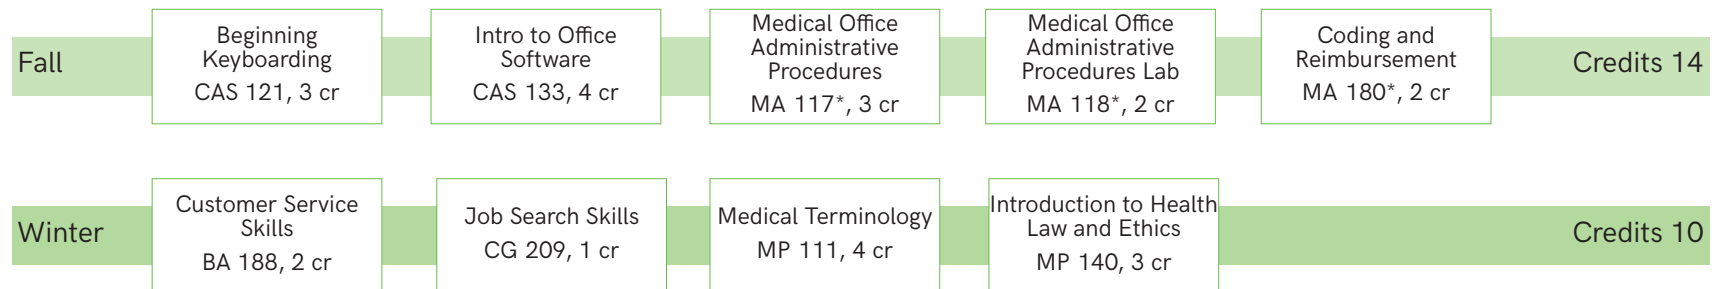 Fall
Beginning
Keyboarding
CAS 121, 3 cr
Intro to Office
Software
CAS 133, 4 cr
Medical Office
Administrative
Procedures
MA 117*, 3 cr
Medical Office
Administrative
Procedures Lab
MA 118*, 2 cr
Coding and
Reimbursement
MA 180*, 2 cr
Credits 14
Winter
Customer Service
Skills
BA 188, 2 cr
Job Search Skills
CG 209, 1 cr
Medical Terminology
MP 111, 4 cr
Introduction to Health
Law and Ethics
MP 140, 3 cr
Credits 10